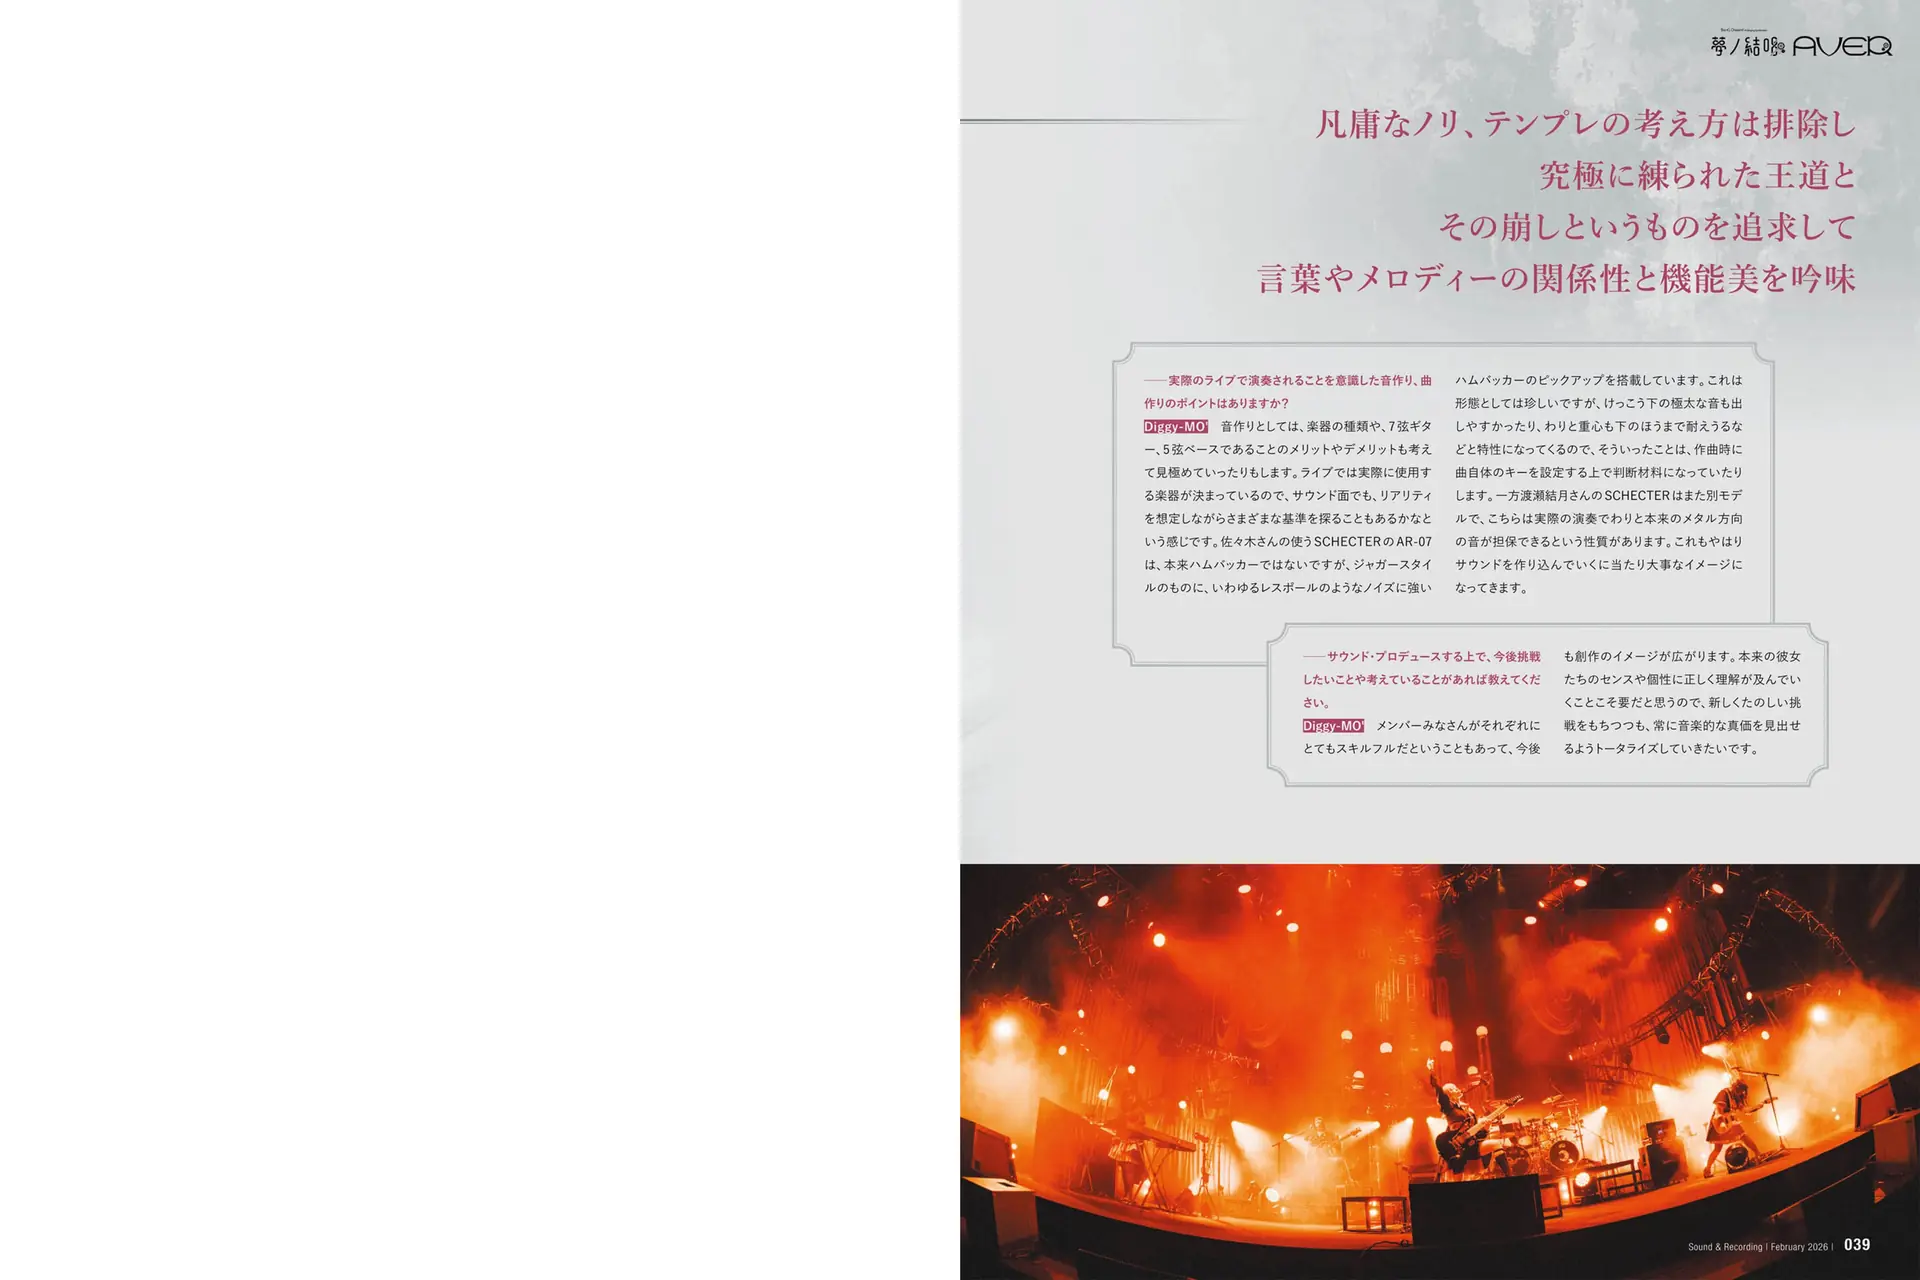 夢ノ結唱 AVER
凡庸なノリ、テンプレの考え方は排除し
究極に練られた王道と
その崩しというものを追求して
言葉やメロディーの関係性と機能美を吟味
――実際のライブで演奏されることを意識した音作り、曲
作りのポイントはありますか？
Diggy-MO' 音作りとしては、楽器の種類や、7弦ギタ
ー、5弦ベースであることのメリットやデメリットも考え
て見極めていったりもします。ライブでは実際に使用す
る楽器が決まっているので、サウンド面でも、リアリティ
を想定しながらさまざまな基準を探ることもあるかなと
いう感じです。佐々木さんの使うSCHECTERのAR-07
は、本来ハムバッカーではないですが、ジャガースタイ
ルのものに、いわゆるレスポールのようなノイズに強い
ハムバッカーのピックアップを搭載しています。これは
形態としては珍しいですが、けっこう下の極太な音も出
しやすかったり、わりと重心も下のほうまで耐えうるな
どと特性になってくるので、そういったことは、作曲時に
曲自体のキーを設定する上で判断材料になっていたり
します。一方渡瀬結月さんのSCHECTERはまた別モデ
ルで、こちらは実際の演奏でわりと本来のメタル方向
の音が担保できるという性質があります。これもやはり
サウンドを作り込んでいくに当たり大事なイメージに
なってきます。
――サウンド・プロデュースする上で、今後挑戦
したいことや考えていることがあれば教えてくだ
さい。
Diggy-MO' メンバーみなさんがそれぞれに
とてもスキルフルだということもあって、今後
も創作のイメージが広がります。本来の彼女
たちのセンスや個性に正しく理解が及んでい
くことこそ要だと思うので、新しくたのしい挑
戦をもちつつも、常に音楽的な真価を見出せ
るようトータライズしていきたいです。
Sound & Recording | February 2026 | 039